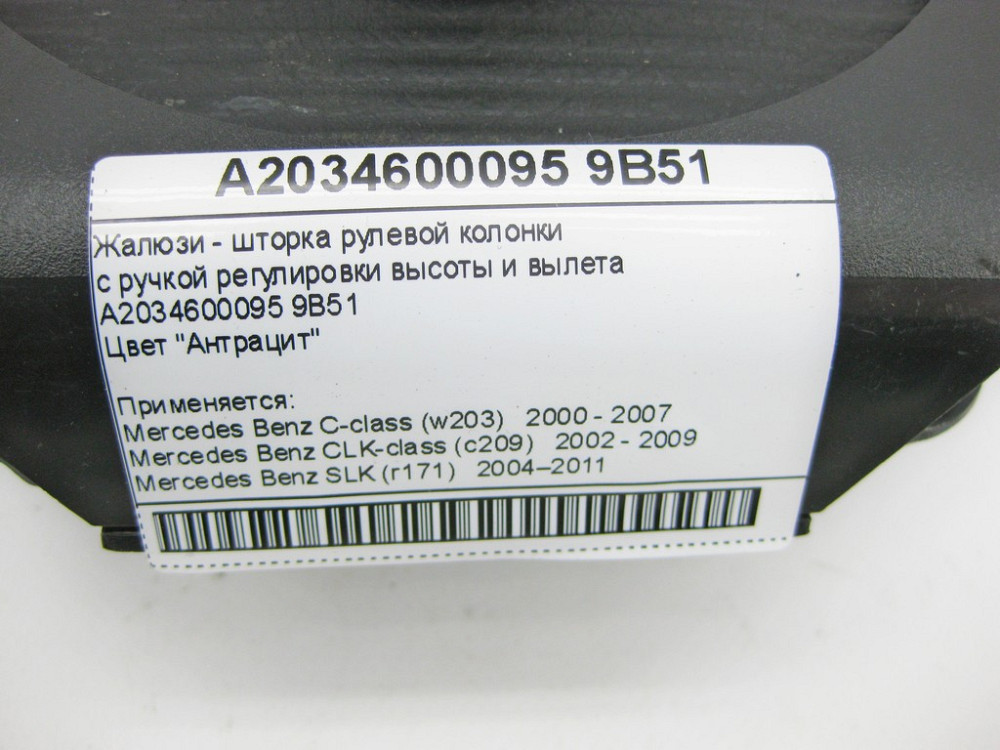 A2034600095 9B51
Жалюзи - шторка рулевой колонки
с ручкой регулировки высоты и вылета
A2034600095 9B51
Цвет "Антрацит"
Применяется:
Mercedes Benz C-class (w203) 2000 - 2007
Mercedes Benz CLK-class (c209) 2002 - 2009
Mercedes Benz SLK (r171) 2004–2011